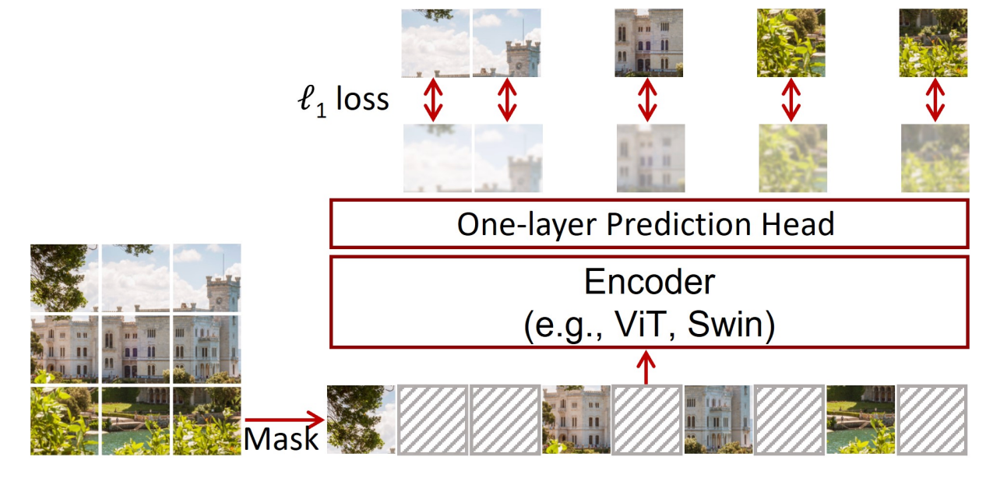 ℓ₁ loss
One-layer Prediction Head
Encoder
(e.g., ViT, Swin)
Mask